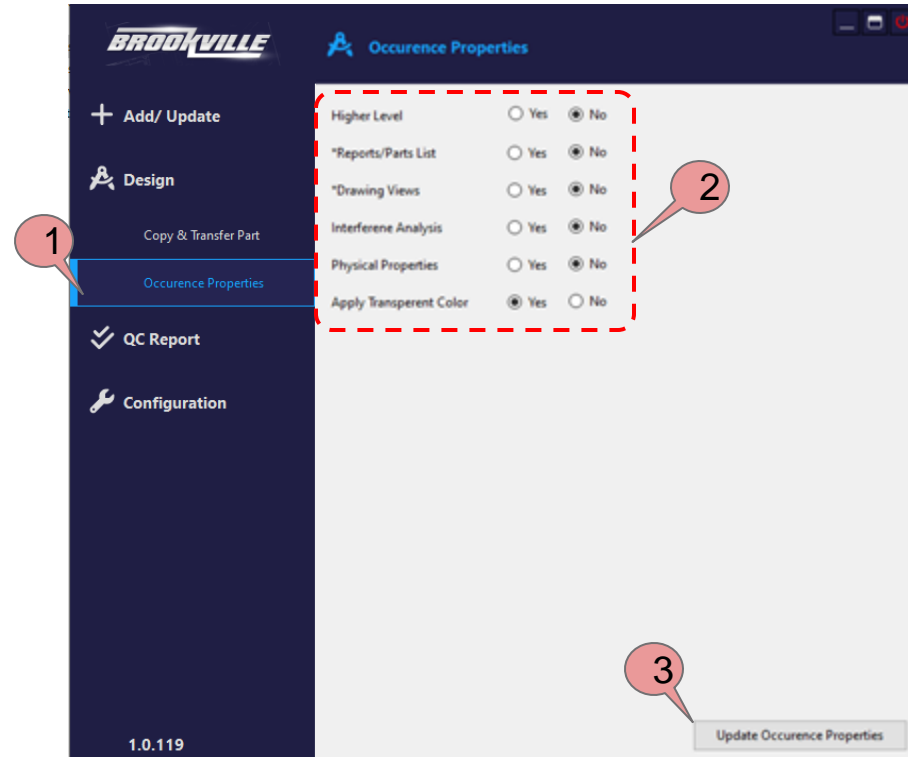 BROOKVILLE
Occurence Properties
Add/ Update
Design
Copy & Transfer Part
Occurence Properties
QC Report
Configuration
1.0.119
Higher Level Yes No
*Reports/Parts List Yes No
*Drawing Views Yes No
Interferene Analysis Yes No
Physical Properties Yes No
Apply Transperent Color Yes No
Update Occurence Properties
1
2
3